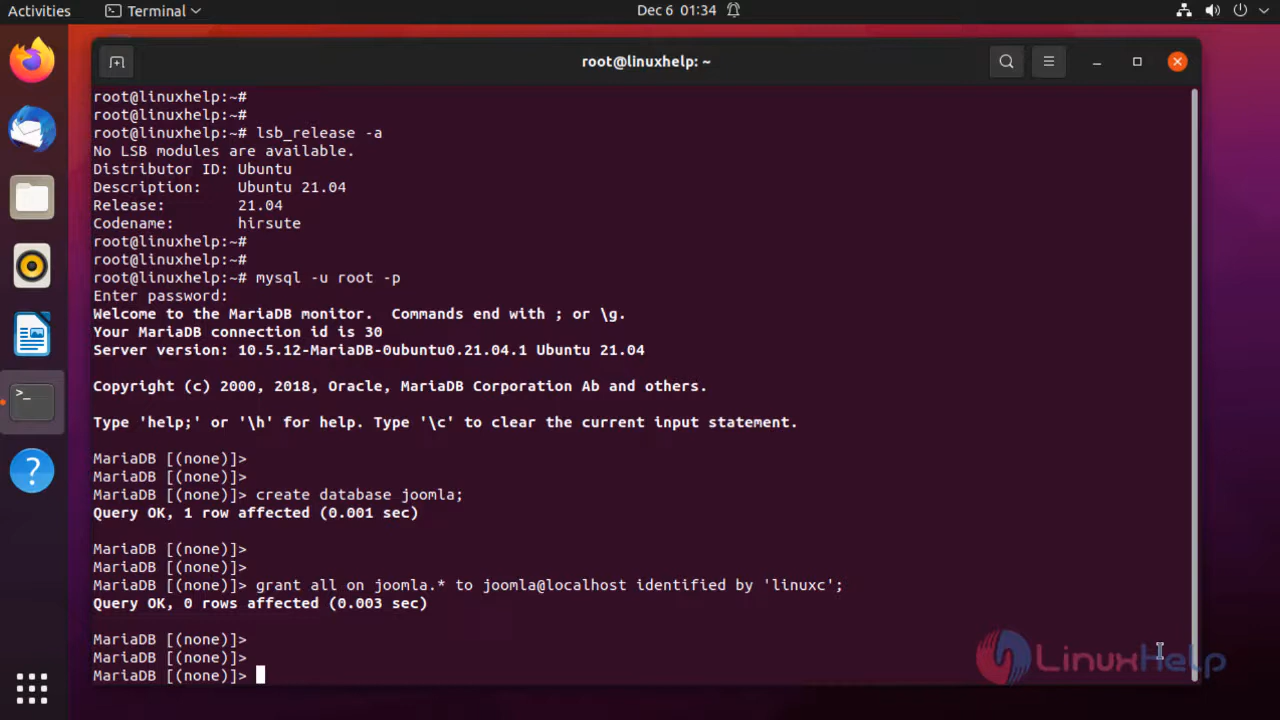 Activities Terminal Dec 6 01:34
root@linuxhelp: ~
root@linuxhelp:~#
root@linuxhelp:~#
root@linuxhelp:~# lsb_release -a
No LSB modules are available.
Distributor ID: Ubuntu
Description: Ubuntu 21.04
Release: 21.04
Codename: hirsute
root@linuxhelp:~#
root@linuxhelp:~#
root@linuxhelp:~# mysql -u root -p
Enter password:
Welcome to the MariaDB monitor.  Commands end with ; or \g.
Your MariaDB connection id is 30
Server version: 10.5.12-MariaDB-0ubuntu0.21.04.1 Ubuntu 21.04
Copyright (c) 2000, 2018, Oracle, MariaDB Corporation Ab and others.
Type 'help;' or '\h' for help. Type '\c' to clear the current input statement.
MariaDB [(none)]>
MariaDB [(none)]>
MariaDB [(none)]> create database joomla;
Query OK, 1 row affected (0.001 sec)
MariaDB [(none)]>
MariaDB [(none)]>
MariaDB [(none)]> grant all on joomla.* to joomla@localhost identified by 'linuxc';
Query OK, 0 rows affected (0.003 sec)
MariaDB [(none)]>
MariaDB [(none)]>
MariaDB [(none)]>
LinuxHelp